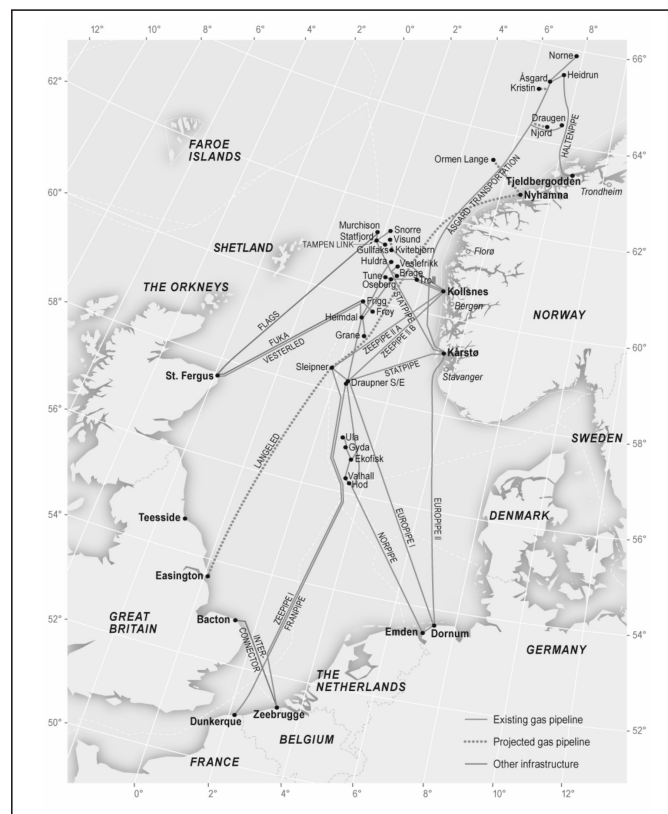 12° 10° 8° 6° 4° 2° 0° 2° 4° 6° 8°
62°
60°
58°
56°
54°
52°
50°
66°
64°
62°
60°
58°
56°
54°
52°
0° 2° 4° 6° 8° 10° 12°
Norne
Åsgard
Heidrun
Kristin
Draugen
Njord
HALTENPIPE
FAROE
ISLANDS
Ormen Lange
Tjeldbergodden
Trondheim
Nyhamna
ÅSGARD-TRANSPORTATION
SHETLAND
Murchison
Snorre
Statfjord
Visund
TAMPEN LINK
Gullfaks
Kvitebjörn
Huldra
Veslefrikk
Brage
Tune
Oseberg
Troll
Florø
THE ORKNEYS
FLAGS
Kollsnes
Bergen
Frigg
Frøy
STATPIPE
NORWAY
FUKA
VESTERLED
Heimdal
Grane
ZEEPIPE II A
ZEEPIPE II B
Kårstø
St. Fergus
Sleipner
STATPIPE
Stavanger
Draupner S/E
LANGELED
Ula
Gyda
Ekofisk
Valhall
Hod
SWEDEN
Teesside
EUROPIPE I
EUROPIPE II
NORPIPE
DENMARK
Easington
ZEEPIPE I
FRANPIPE
GREAT
BRITAIN
Bacton
INTER-
CONNECTOR
Emden
Dornum
GERMANY
THE
NETHERLANDS
Dunkerque
Zeebrugge
BELGIUM
FRANCE
Existing gas pipeline
Projected gas pipeline
Other infrastructure